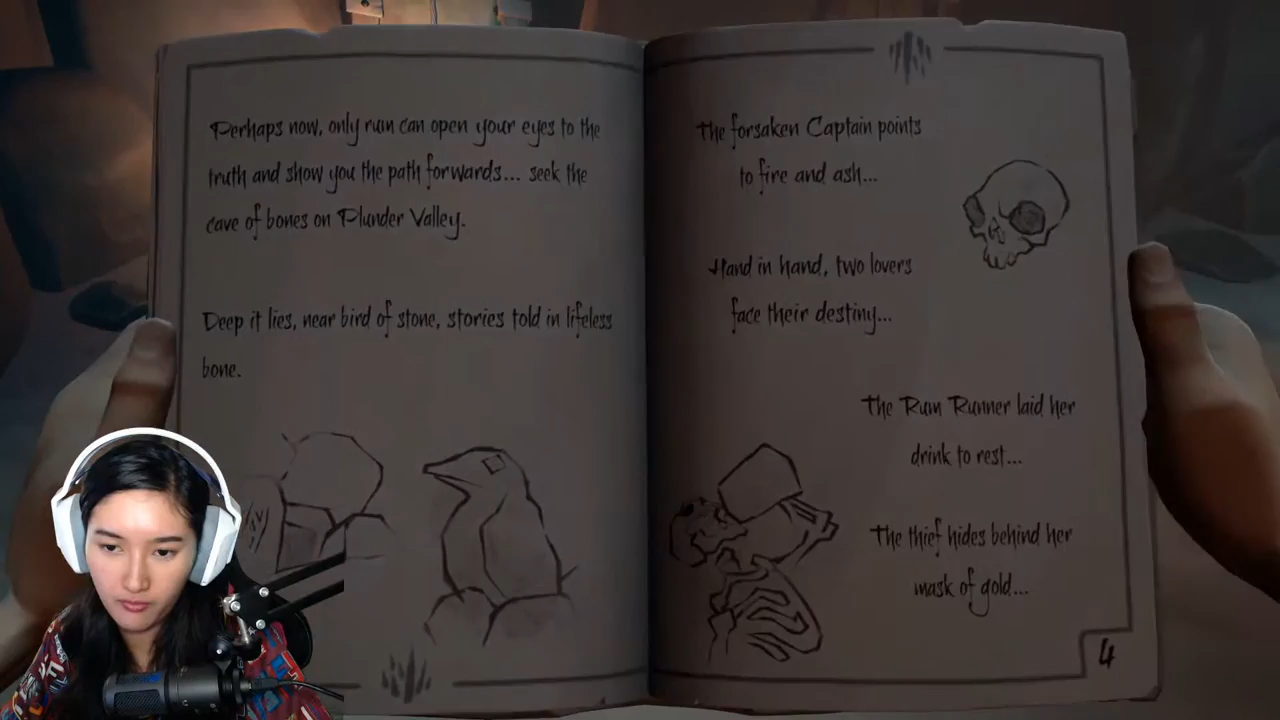 Perhaps now, only rum can open your eyes to the
truth and show you the path forwards... seek the
cave of bones on Plunder Valley.
Deep it lies, near bird of stone, stories told in lifeless
bone.
The forsaken Captain points
to fire and ash...
Hand in hand, two lovers
face their destiny...
The Rum Runner laid her
drink to rest...
The thief hides behind her
mask of gold...
4